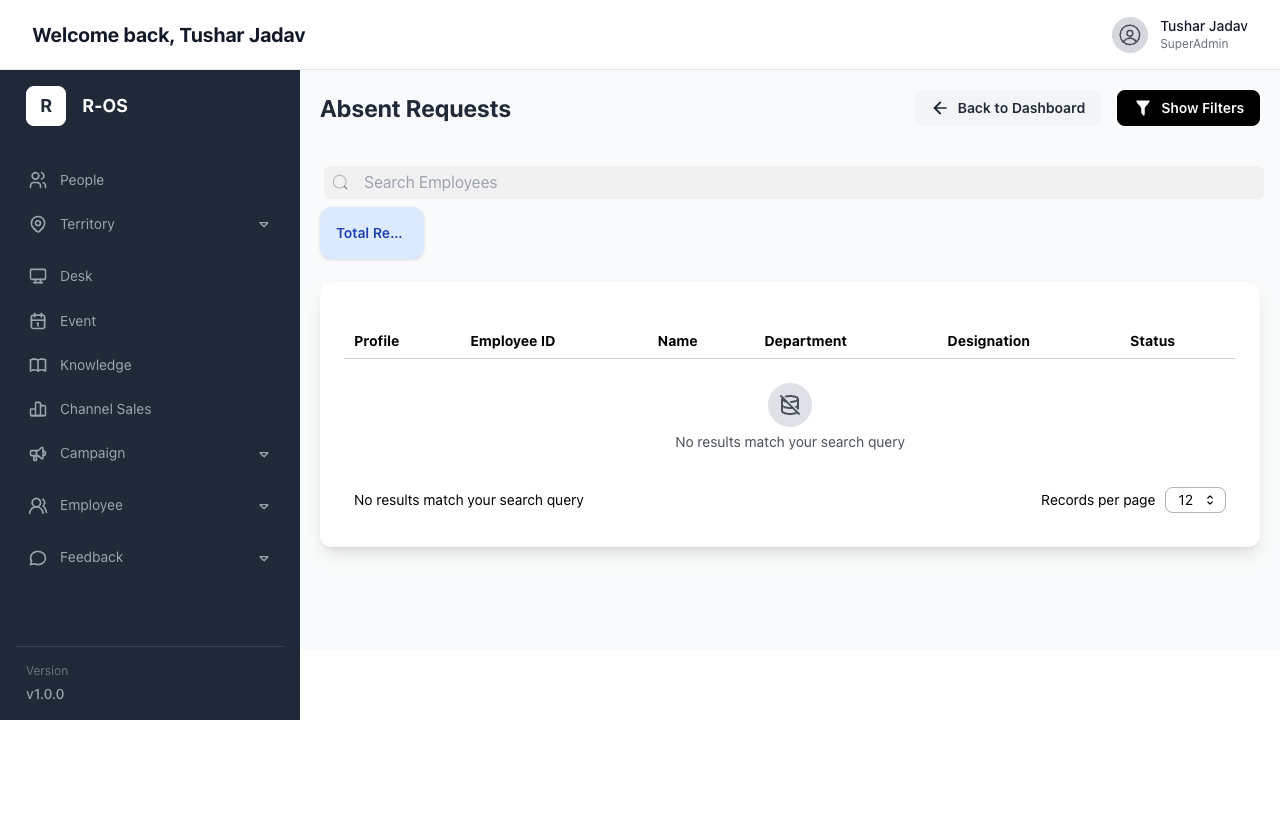 Welcome back, Tushar Jadav
Tushar Jadav
SuperAdmin
R
R-OS
People
Territory
Desk
Event
Knowledge
Channel Sales
Campaign
Employee
Feedback
Version
v1.0.0
Absent Requests
Back to Dashboard
Show Filters
Search Employees
Total Re...
Profile Employee ID Name Department Designation Status
No results match your search query
No results match your search query
Records per page 12